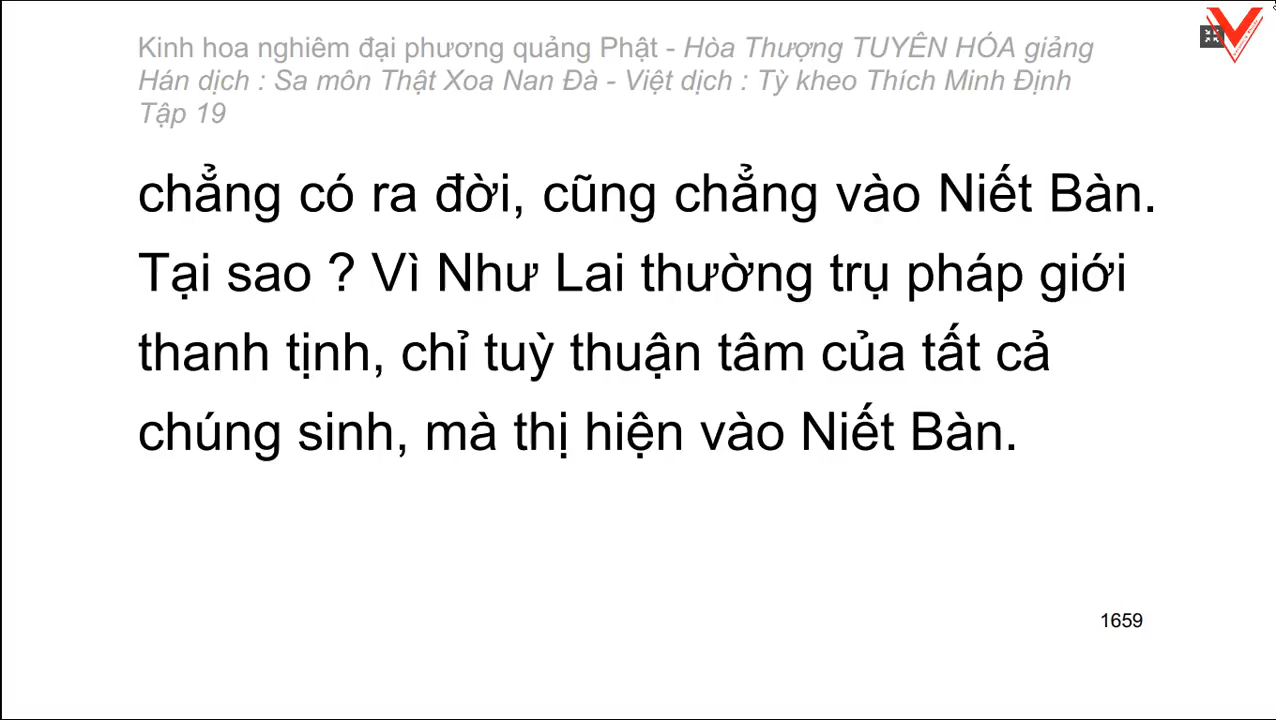 Kinh hoa nghiêm đại phương quảng Phật - Hòa Thượng TUYÊN HÓA giảng
Hán dịch : Sa môn Thật Xoa Nan Đà - Việt dịch : Tỳ kheo Thích Minh Định
Tập 19
chẳng có ra đời, cũng chẳng vào Niết Bàn.
Tại sao ? Vì Như Lai thường trụ pháp giới
thanh tịnh, chỉ tuỳ thuận tâm của tất cả
chúng sinh, mà thị hiện vào Niết Bàn.
1659